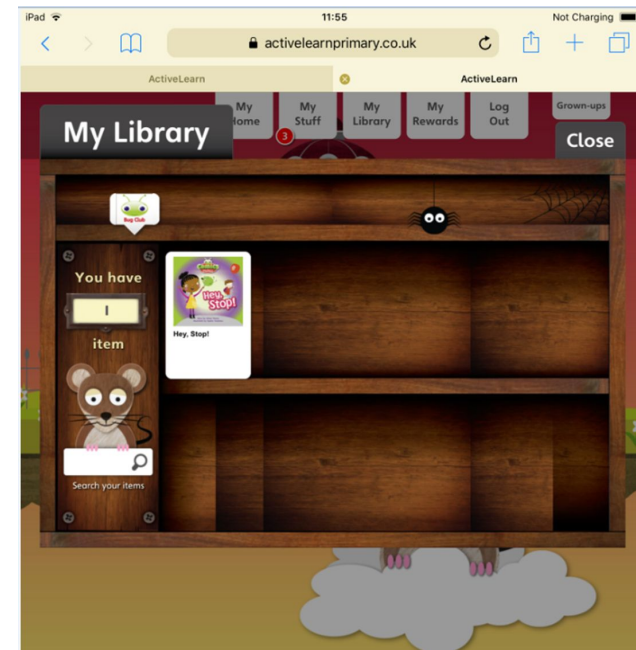 iPad 11:55 Not Charging
activelearnprimary.co.uk
ActiveLearn ActiveLearn
My Library
My Home
My Stuff
3
My Library
My Rewards
Log Out
Grown-ups
Close
Bug Club
You have
1
item
Search your items
Hey, Stop!
Hey, Stop!